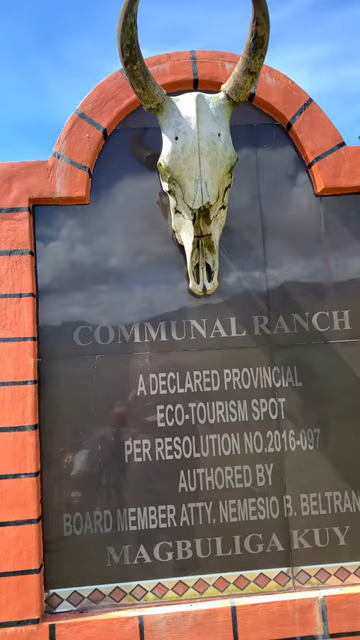 COMMUNAL RANCH
A DECLARED PROVINCIAL
ECO-TOURISM SPOT
PER RESOLUTION NO.2016-097
AUTHORED BY
BOARD MEMBER ATTY. NEMESIO B. BELTRAN
MAGBULIGA KUY